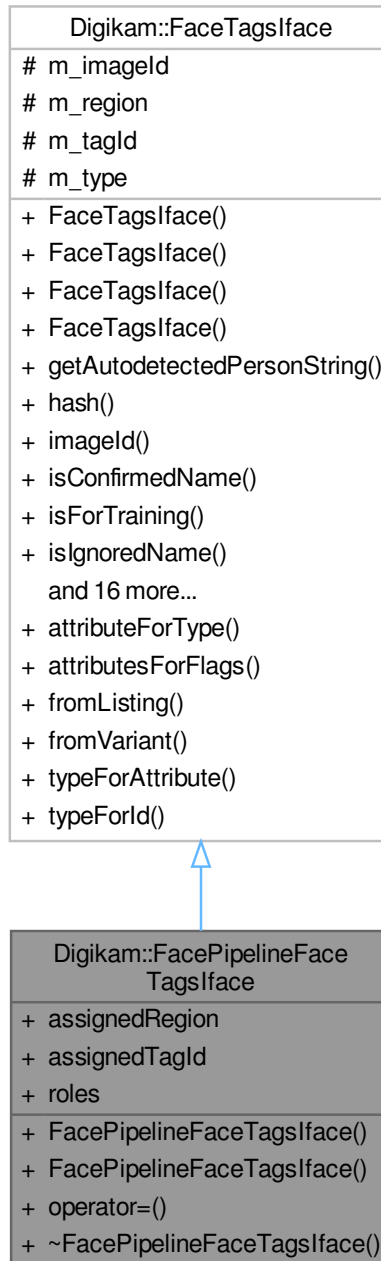 Digikam::FaceTagsIface
# m_imageId
# m_region
# m_tagId
# m_type
+ FaceTagsIface()
+ FaceTagsIface()
+ FaceTagsIface()
+ FaceTagsIface()
+ getAutodetectedPersonString()
+ hash()
+ imageId()
+ isConfirmedName()
+ isForTraining()
+ isIgnoredName()
and 16 more...
+ attributeForType()
+ attributesForFlags()
+ fromListing()
+ fromVariant()
+ typeForAttribute()
+ typeForId()
Digikam::FacePipelineFace
TagsIface
+ assignedRegion
+ assignedTagId
+ roles
+ FacePipelineFaceTagsIface()
+ FacePipelineFaceTagsIface()
+ operator=()
+ ~FacePipelineFaceTagsIface()